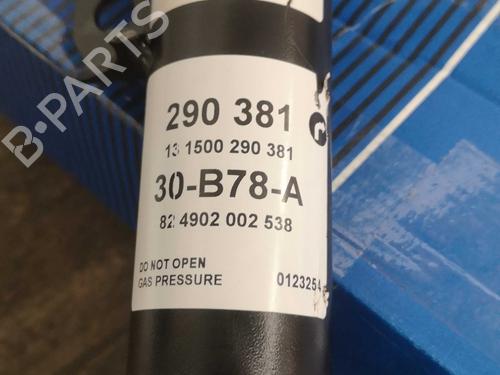 290 381
13 1500 290 381
30-B78-A
82 4902 002 538
DO NOT OPEN
GAS PRESSURE
0123254
B-PARTS